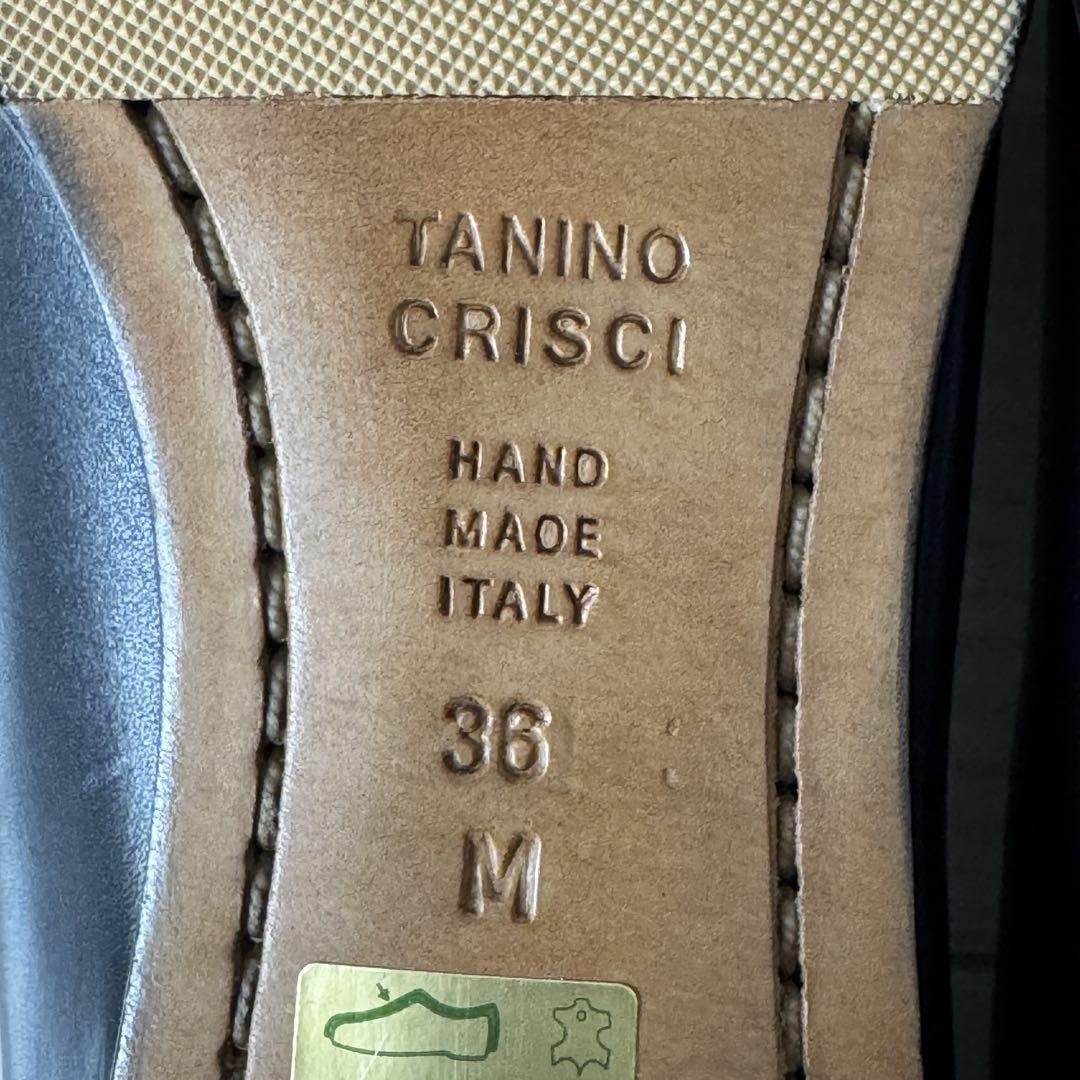 TANINO
CRISCI
HAND
MADE
ITALY
36
M